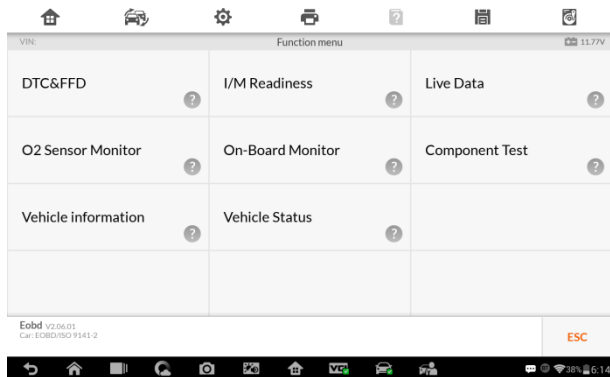 VIN: Function menu 11.77V
DTC&FFD I/M Readiness Live Data
O2 Sensor Monitor On-Board Monitor Component Test
Vehicle information Vehicle Status
Eobd V2.06.01
Car: EOBD/ISO 9141-2
ESC
VCI 38% 6:14